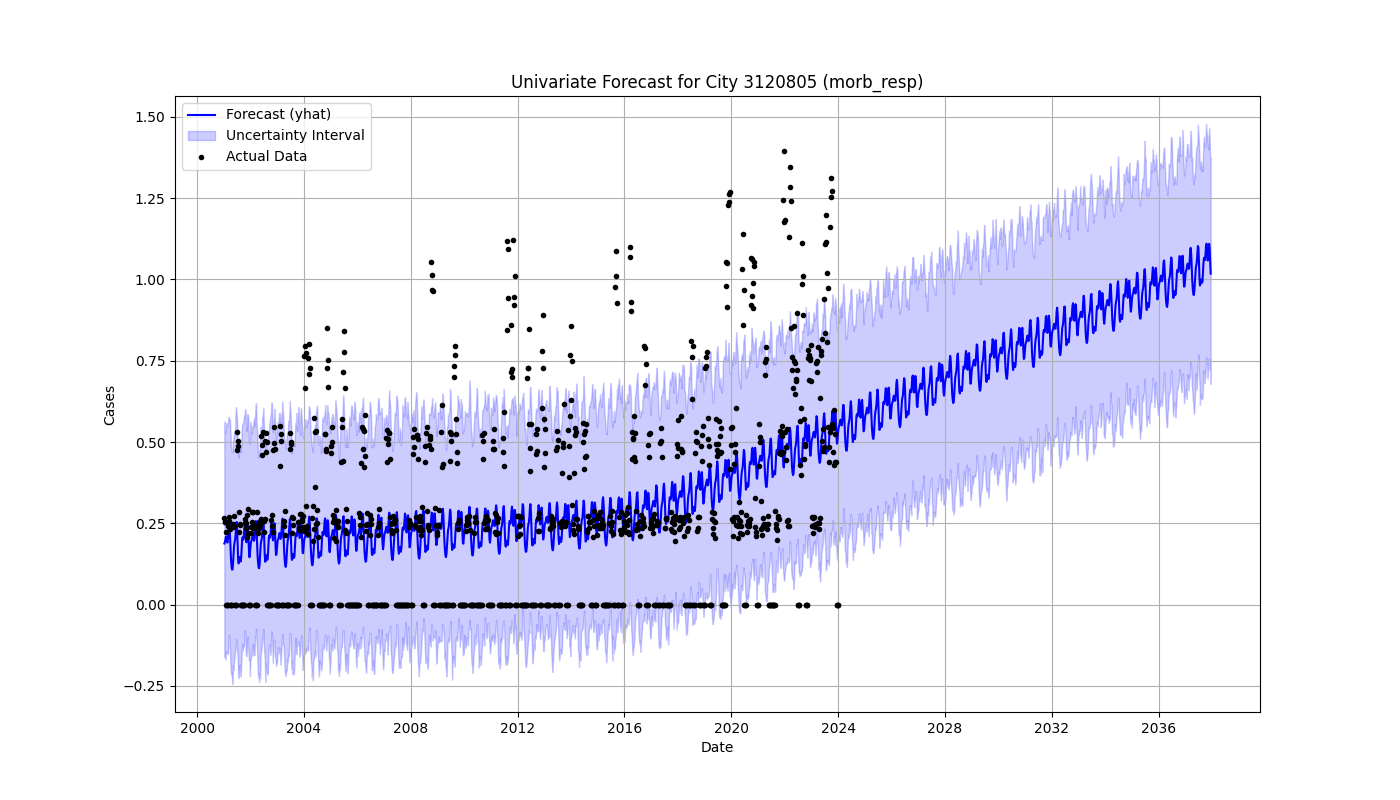 Univariate Forecast for City 3120805 (morb_resp)
Forecast (yhat)
Uncertainty Interval
Actual Data
Cases
1.50
1.25
1.00
0.75
0.50
0.25
0.00
−0.25
2000 2004 2008 2012 2016 2020 2024 2028 2032 2036
Date